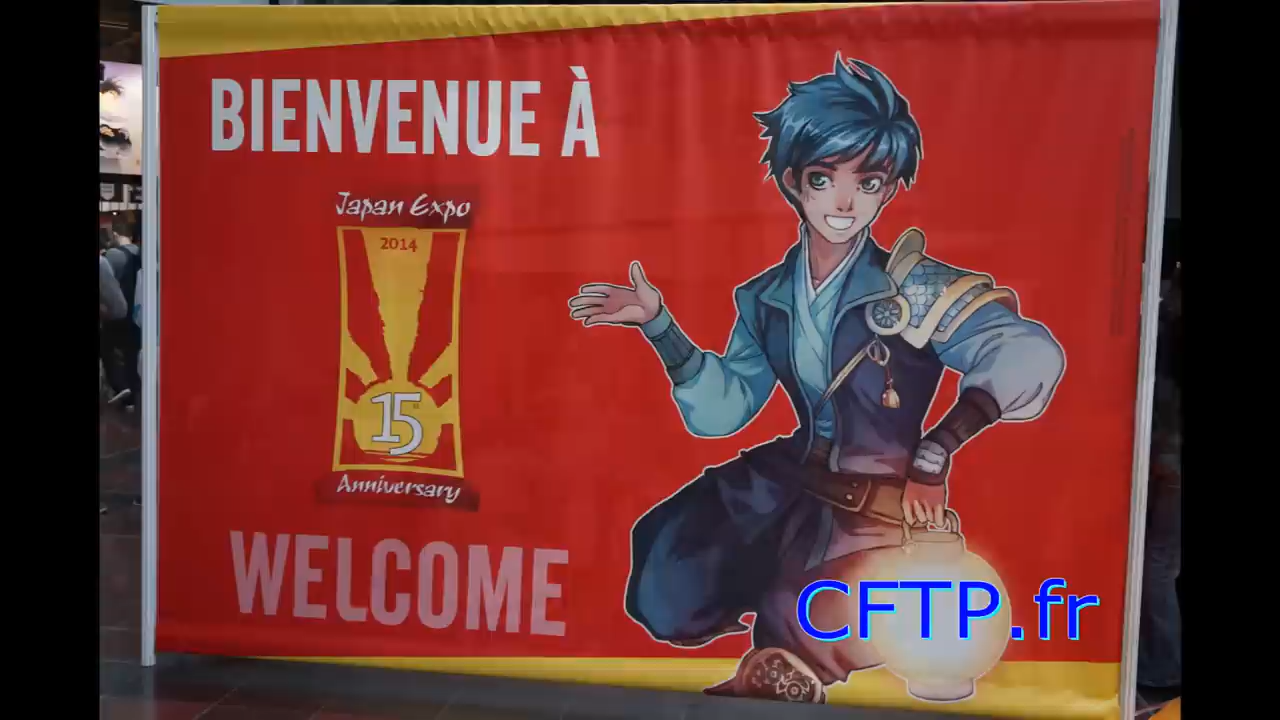 BIENVENUE À
Japan Expo
2014
15
Anniversary
WELCOME
CFTP.fr